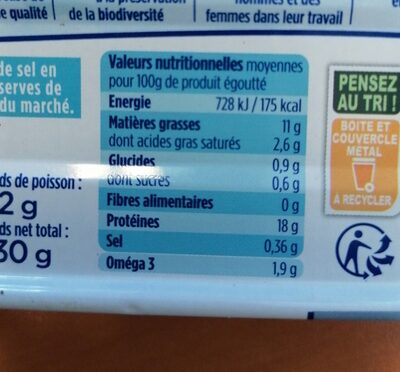 e qualité
de la biodiversité
femmes dans leur travail
de sel en
serves de
du marché.
ds de poisson :
2 g
ds net total :
30 g
Valeurs nutritionnelles moyennes
pour 100g de produit égoutté
Energie 728 kJ / 175 kcal
Matières grasses 11 g
dont acides gras saturés 2,6 g
Glucides 0,9 g
dont sucres 0,6 g
Fibres alimentaires 0 g
Protéines 18 g
Sel 0,36 g
Oméga 3 1,9 g
PENSEZ
AU TRI !
BOITE ET
COUVERCLE
MÉTAL
À RECYCLER